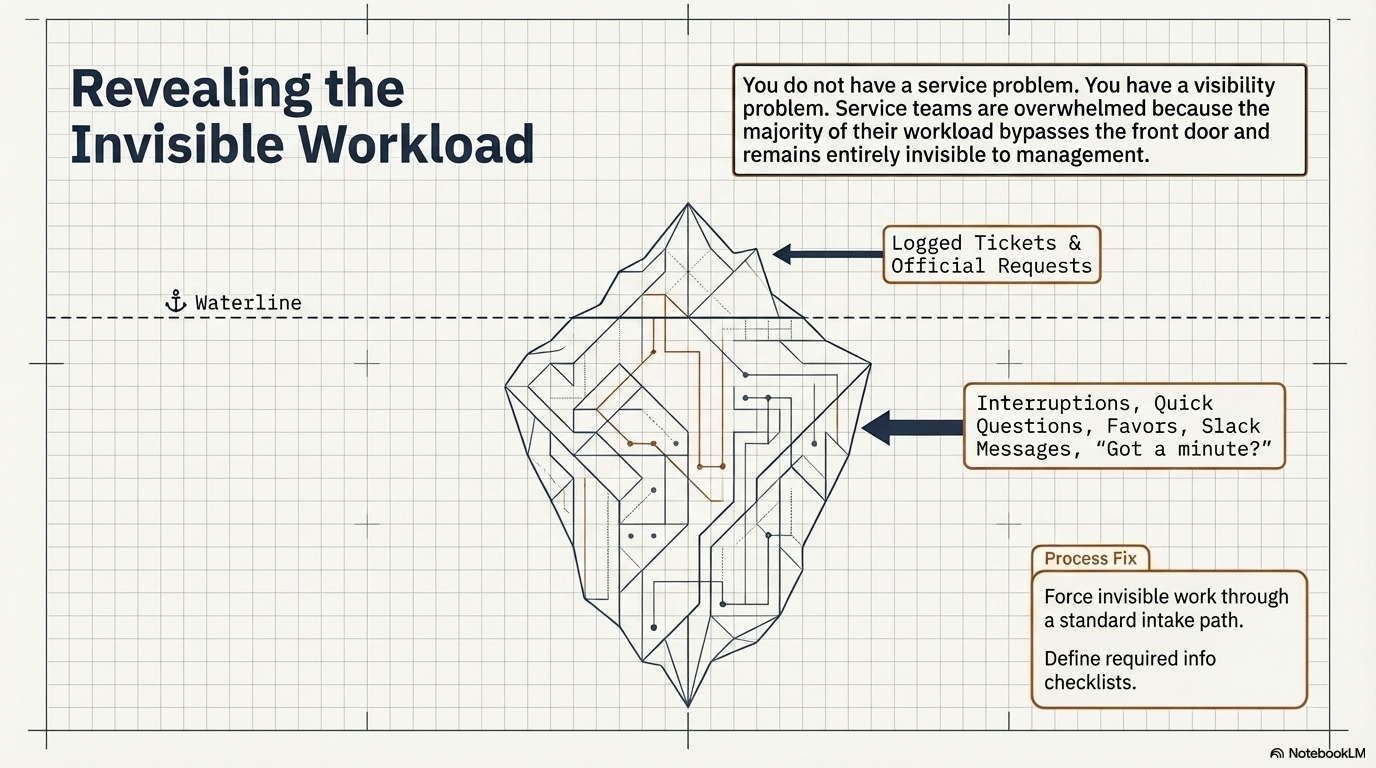 Revealing the
Invisible Workload
You do not have a service problem. You have a visibility
problem. Service teams are overwhelmed because the
majority of their workload bypasses the front door and
remains entirely invisible to management.
Logged Tickets &
Official Requests
Waterline
Interruptions, Quick
Questions, Favors, Slack
Messages, “Got a minute?”
Process Fix
Force invisible work through
a standard intake path.
Define required info
checklists.
NotebookLM